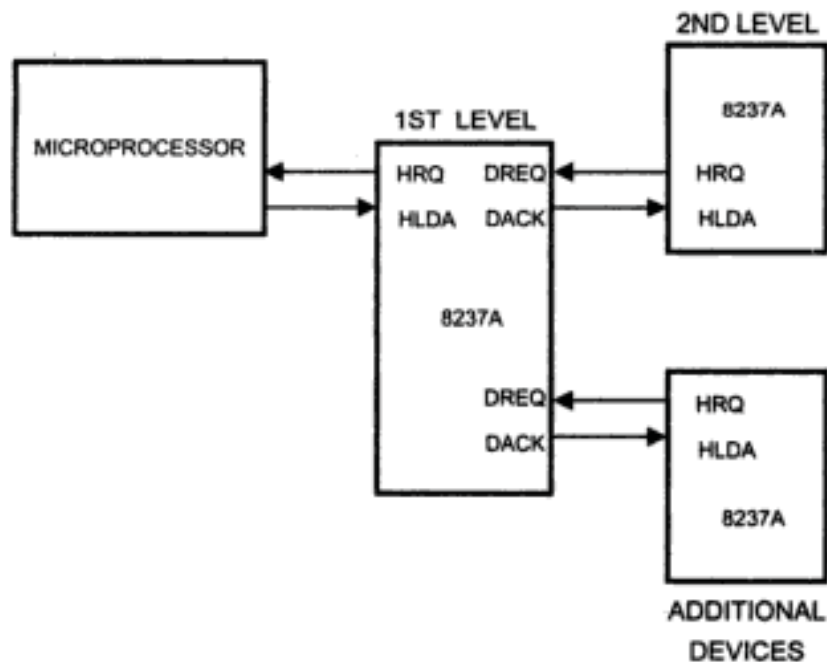 2ND LEVEL
8237A
HRQ
HLDA
MICROPROCESSOR
1ST LEVEL
HRQ DREQ
HLDA DACK
8237A
DREQ
DACK
HRQ
HLDA
8237A
ADDITIONAL
DEVICES